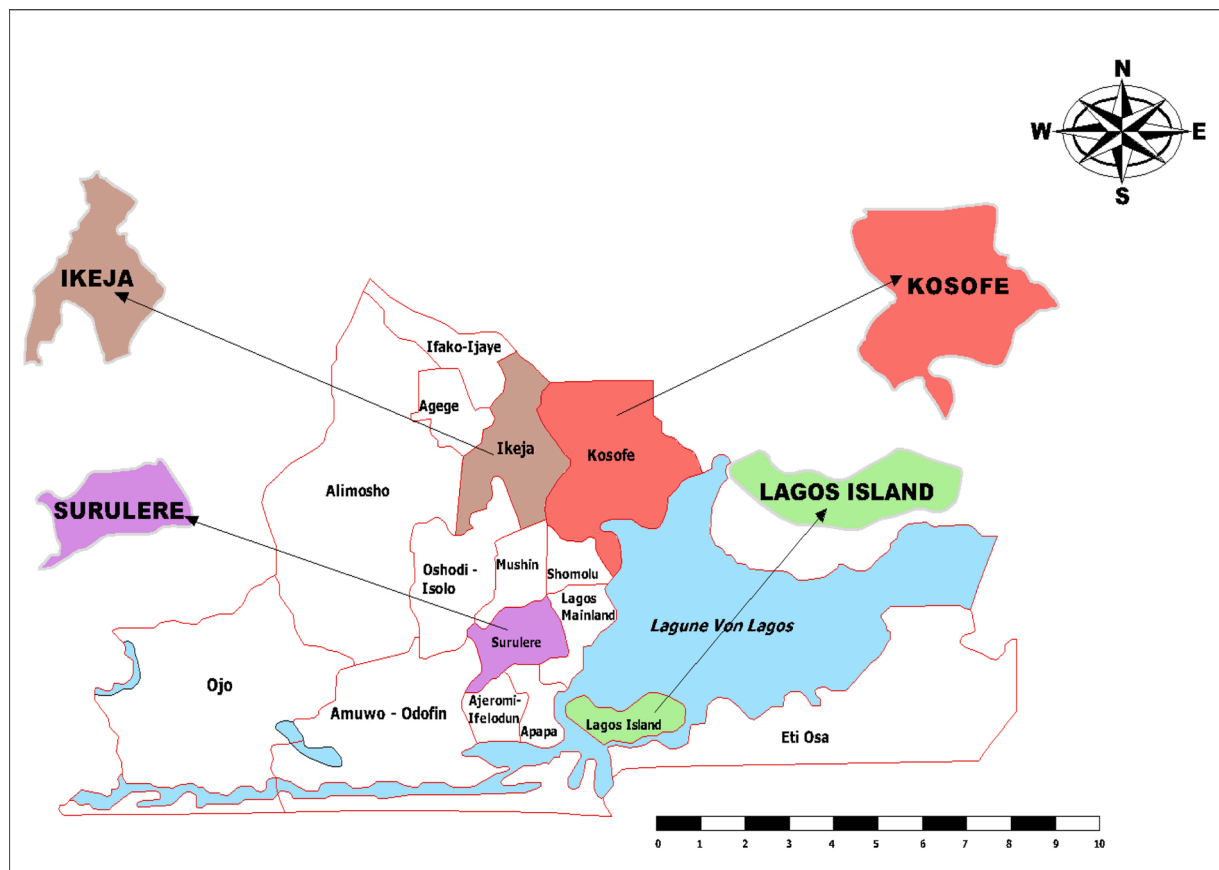 N
W
E
S
IKEJA
KOSOFE
Ifako-Ijaye
Agege
Ikeja
Kosofe
Alimosho
LAGOS ISLAND
SURULERE
Oshodi -
Isolo
Mushin
Shomolu
Lagos
Mainland
Lagune Von Lagos
Surulere
Ojo
Amuwo - Odofin
Ajeromi-
Ifelodun
Apapa
Lagos Island
Eti Osa
0 1 2 3 4 5 6 7 8 9 10